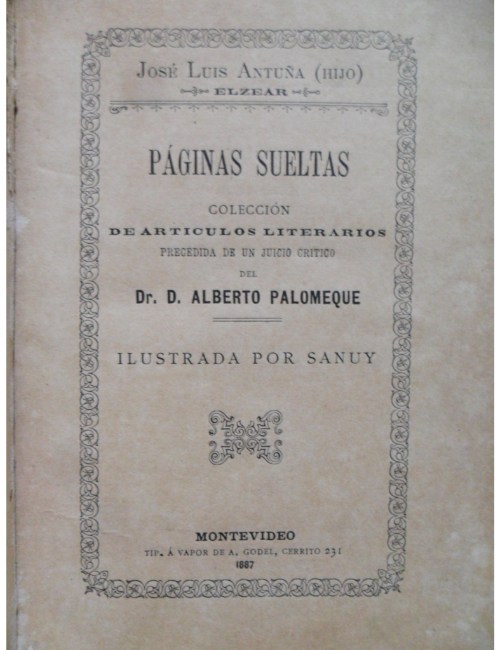 José Luis Antuña (hijo)
ELZEAR
PÁGINAS SUELTAS
COLECCIÓN
DE ARTICULOS LITERARIOS
PRECEDIDA DE UN JUICIO CRITICO
DEL
Dr. D. ALBERTO PALOMEQUE
ILUSTRADA POR SANUY
MONTEVIDEO
TIP. Á VAPOR DE A. GODEL, CERRITO 231
1887